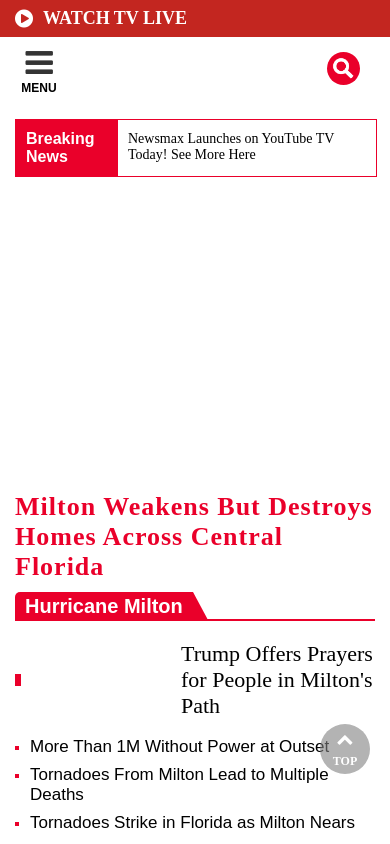 WATCH TV LIVE
MENU
Breaking
News
Newsmax Launches on YouTube TV
Today! See More Here
Milton Weakens But Destroys
Homes Across Central
Florida
Hurricane Milton
Trump Offers Prayers
for People in Milton's
Path
More Than 1M Without Power at Outset
Tornadoes From Milton Lead to Multiple
Deaths
Tornadoes Strike in Florida as Milton Nears
TOP